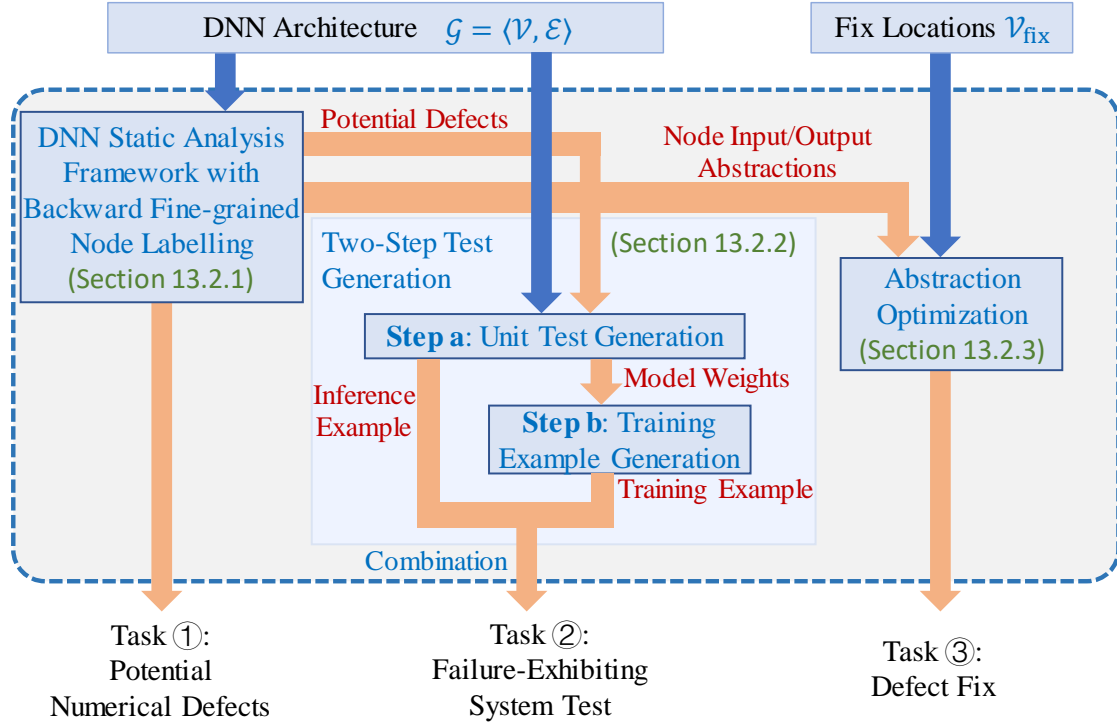 DNN Architecture 𝒢 = ⟨𝒱, ℰ⟩
Fix Locations 𝒱fix
DNN Static Analysis
Framework with
Backward Fine-grained
Node Labelling
(Section 13.2.1)
Potential Defects
Node Input/Output
Abstractions
Two-Step Test
Generation
(Section 13.2.2)
Step a: Unit Test Generation
Inference
Example
Model Weights
Step b: Training
Example Generation
Training Example
Combination
Abstraction
Optimization
(Section 13.2.3)
Task ①:
Potential
Numerical Defects
Task ②:
Failure-Exhibiting
System Test
Task ③:
Defect Fix